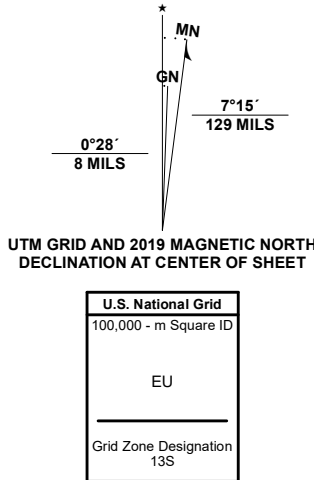 ★
MN
GN
7°15´
129 MILS
0°28´
8 MILS
UTM GRID AND 2019 MAGNETIC NORTH
DECLINATION AT CENTER OF SHEET
U.S. National Grid
100,000 - m Square ID
EU
Grid Zone Designation
13S